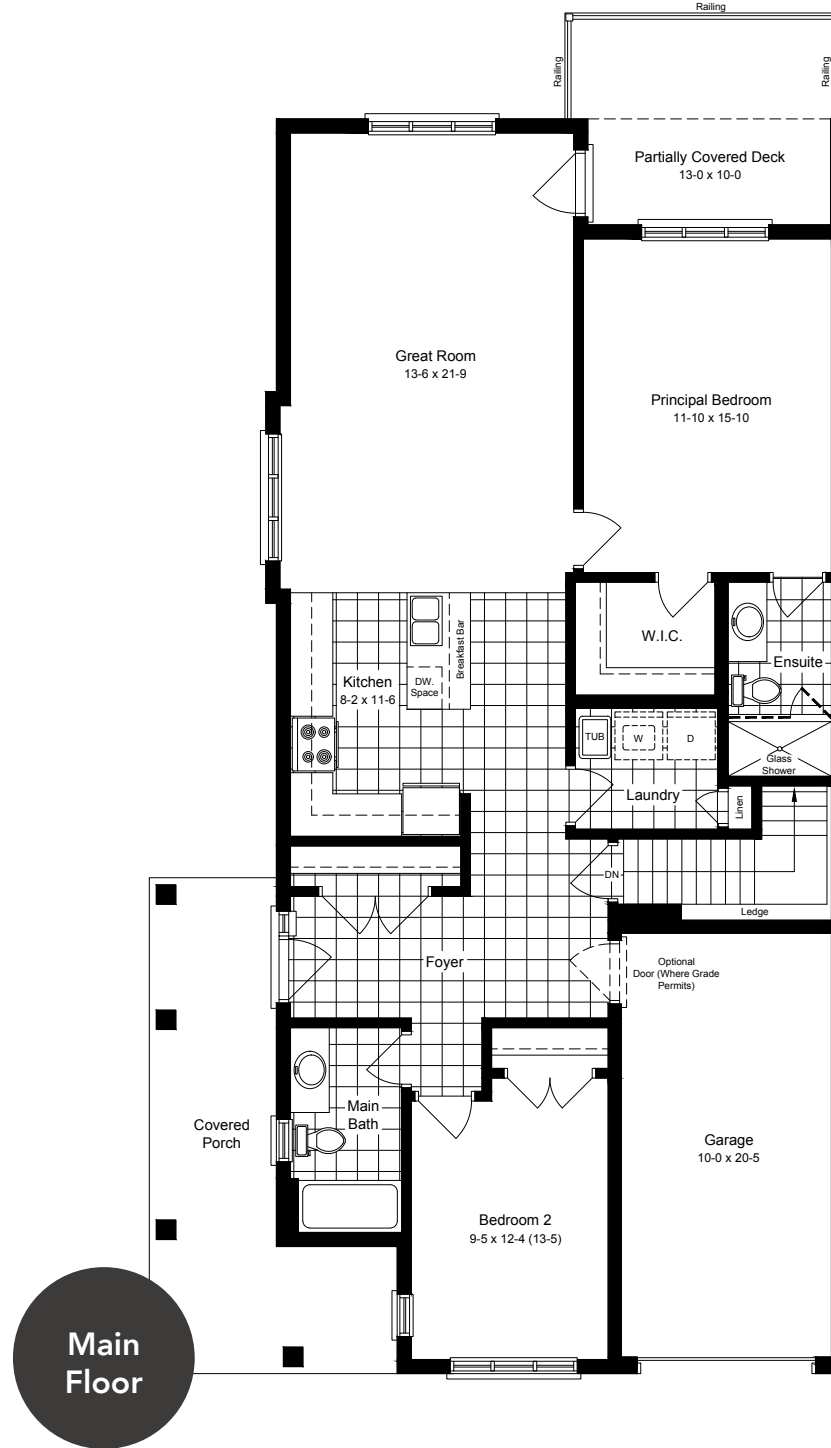 Railing
Railing
Railing
Partially Covered Deck
13-0 x 10-0
Great Room
13-6 x 21-9
Principal Bedroom
11-10 x 15-10
W.I.C.
Ensuite
Kitchen
8-2 x 11-6
DW.
Space
Breakfast Bar
TUB
W
D
Glass
Shower
Laundry
Linen
DN
Ledge
Foyer
Optional
Door (Where Grade
Permits)
Covered
Porch
Main
Bath
Garage
10-0 x 20-5
Bedroom 2
9-5 x 12-4 (13-5)
Main
Floor